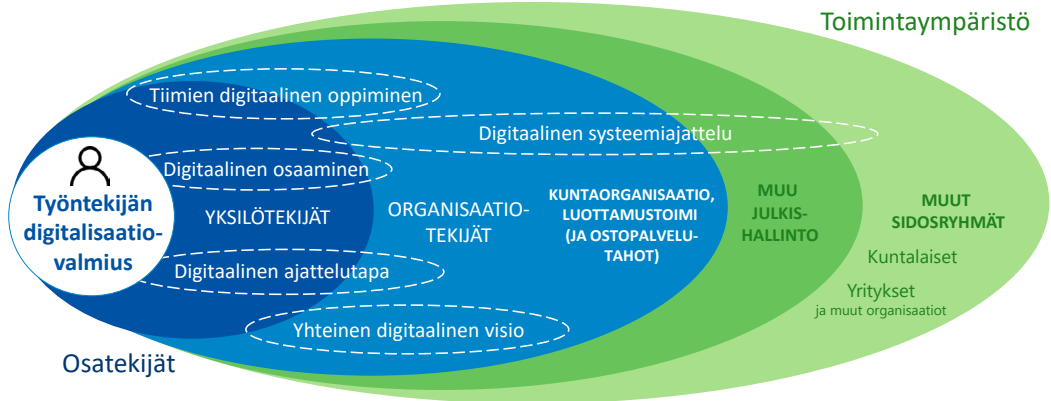 Toimintaympäristö
Tiimien digitaalinen oppiminen
Digitaalinen systeemiajattelu
Digitaalinen osaaminen
Työntekijän
digitalisaatio-
valmius
YKSILÖTEKIJÄT
ORGANISAATIO-
TEKIJÄT
KUNTAORGANISAATIO,
LUOTTAMUSTOIMI
(JA OSTOPALVELU-
TAHOT)
MUU
JULKIS-
HALLINTO
MUUT
SIDOSRYHMÄT
Kuntalaiset
Yritykset
ja muut organisaatiot
Digitaalinen ajattelutapa
Yhteinen digitaalinen visio
Osatekijät